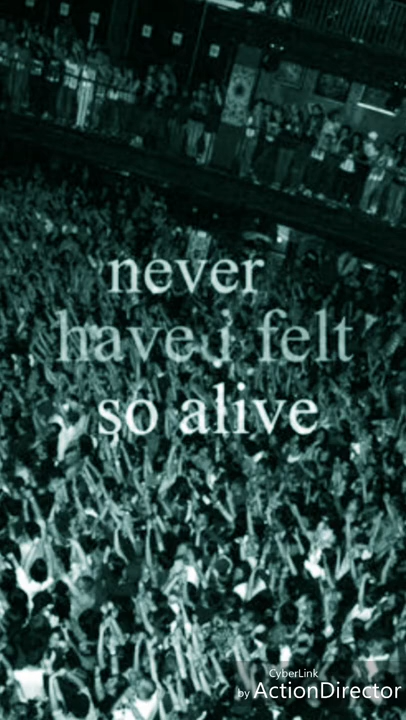 never
have i felt
so alive
CyberLink
by ActionDirector